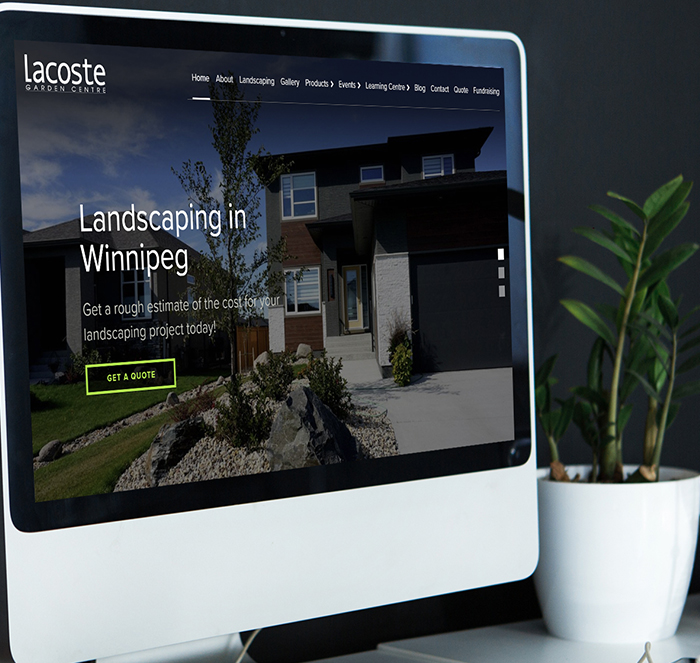 Lacoste
GARDEN CENTRE
Home About Landscaping Gallery Products Events Learning Centre Blog Contact Quote Fundraising
Landscaping in
Winnipeg
Get a rough estimate of the cost for your
landscaping project today!
GET A QUOTE